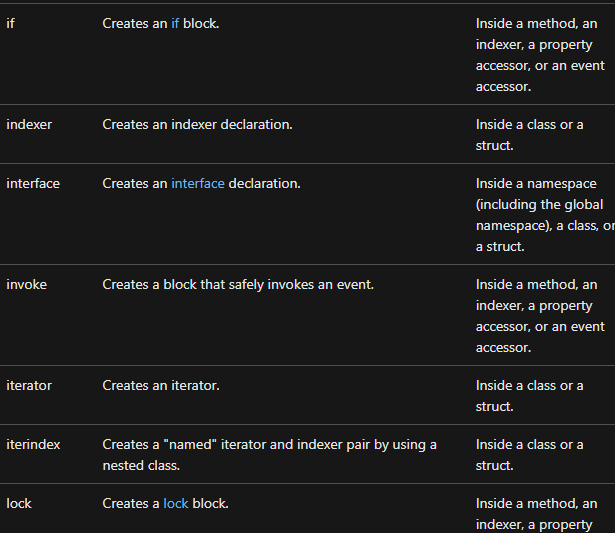 if
Creates an if block.
Inside a method, an
indexer, a property
accessor, or an event
accessor.
indexer
Creates an indexer declaration.
Inside a class or a
struct.
interface
Creates an interface declaration.
Inside a namespace
(including the global
namespace), a class, or
a struct.
invoke
Creates a block that safely invokes an event.
Inside a method, an
indexer, a property
accessor, or an event
accessor.
iterator
Creates an iterator.
Inside a class or a
struct.
iterindex
Creates a "named" iterator and indexer pair by using a
nested class.
Inside a class or a
struct.
lock
Creates a lock block.
Inside a method, an
indexer, a property